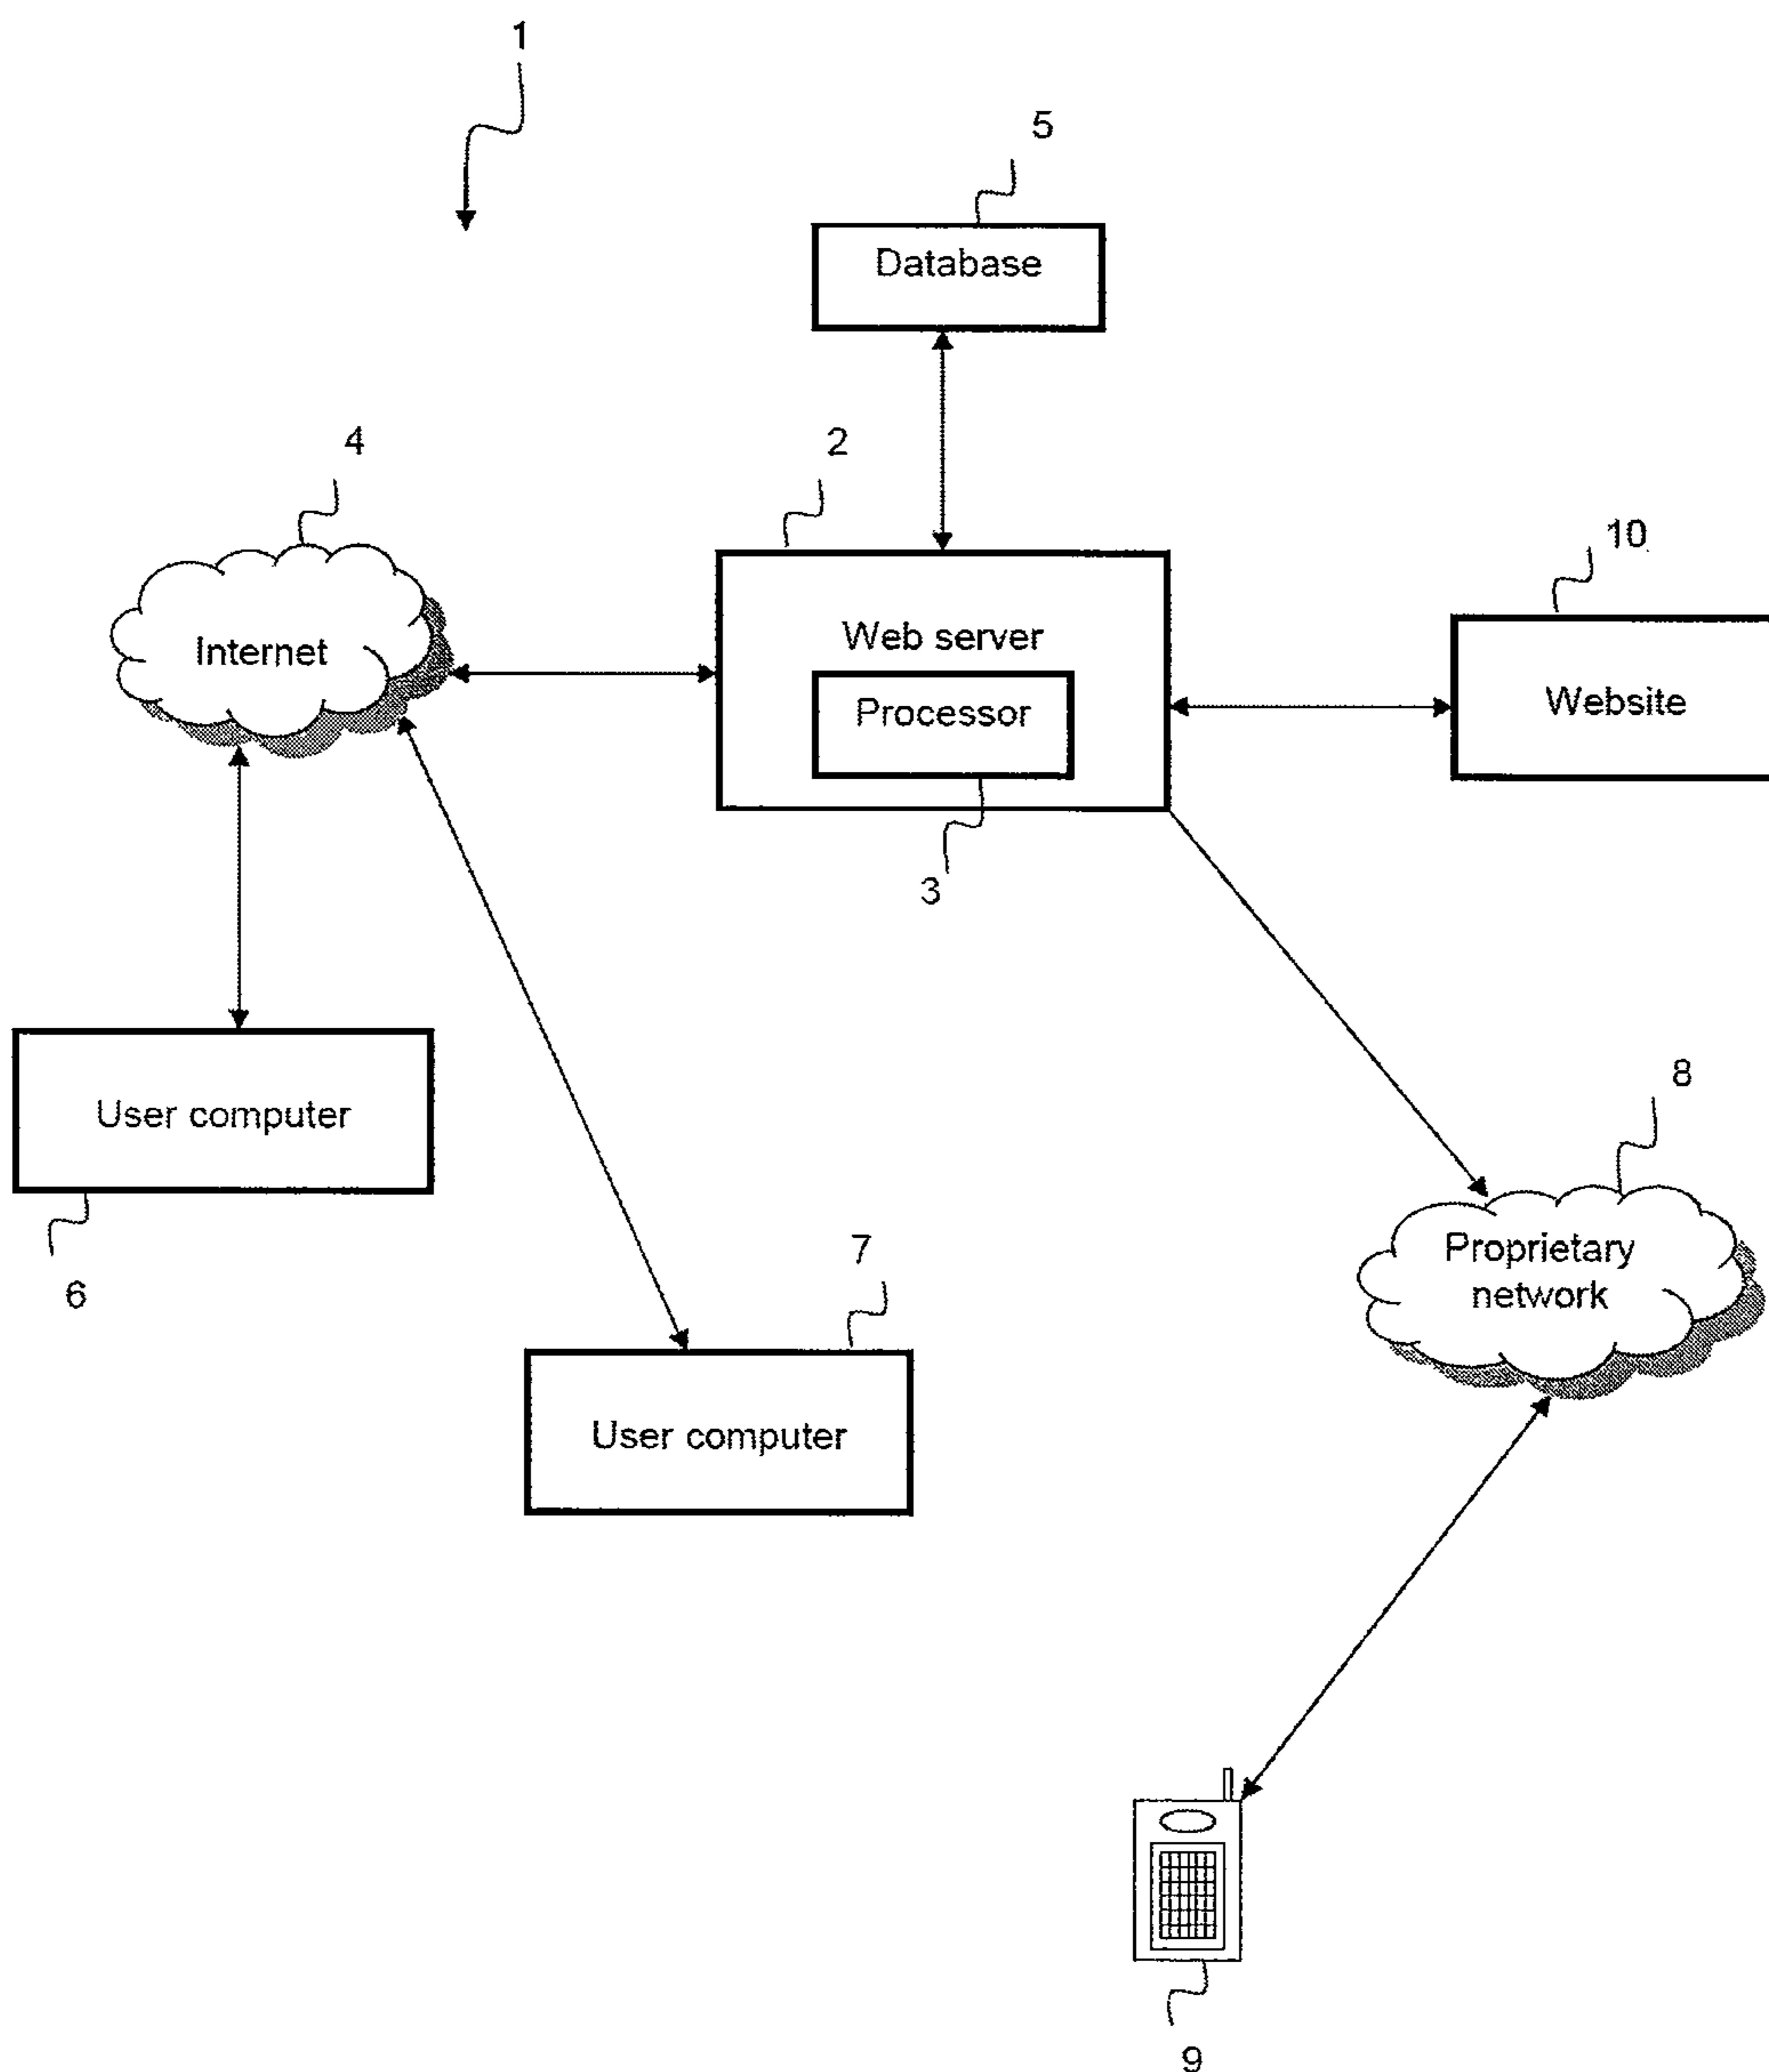 1
5
Database
4
2
10
Internet
Web server
Processor
Website
3
User computer
6
8
Proprietary
network
7
User computer
9